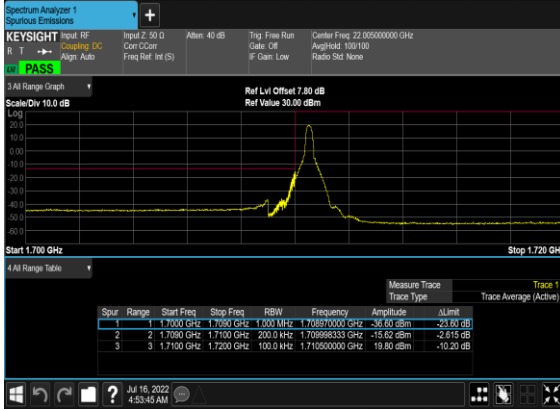 Spectrum Analyzer 1
Spurious Emissions
+
KEYSIGHT Input: RF Input Z: 50 Ω Atten: 40 dB Trig: Free Run Center Freq: 22.005000000 GHz
R T Coupling: DC Corr CCorr Gate: Off Avg|Hold: 100/100
Align: Auto Freq Ref: Int (S) IF Gain: Low Radio Std: None
PASS
3 All Range Graph
Ref Lvl Offset 7.80 dB
Scale/Div 10.0 dB Ref Value 30.00 dBm
Log
20.0
10.0
0.00
-10.0
-20.0
-30.0
-40.0
-50.0
-60.0
Start 1.700 GHz Stop 1.720 GH
4 All Range Table
Measure Trace Trace 1
Trace Type Trace Average (Active)
Spur Range Start Freq Stop Freq RBW Frequency Amplitude ΔLimit
1 1 1.7000 GHz 1.7090 GHz 1.000 MHz 1.708970000 GHz -36.60 dBm -23.60 dB
2 2 1.7090 GHz 1.7100 GHz 200.0 kHz 1.709998333 GHz -15.62 dBm -2.615 dB
3 3 1.7100 GHz 1.7200 GHz 100.0 kHz 1.710500000 GHz 19.80 dBm -10.20 dB
? Jul 16, 2022
4:53:45 AM